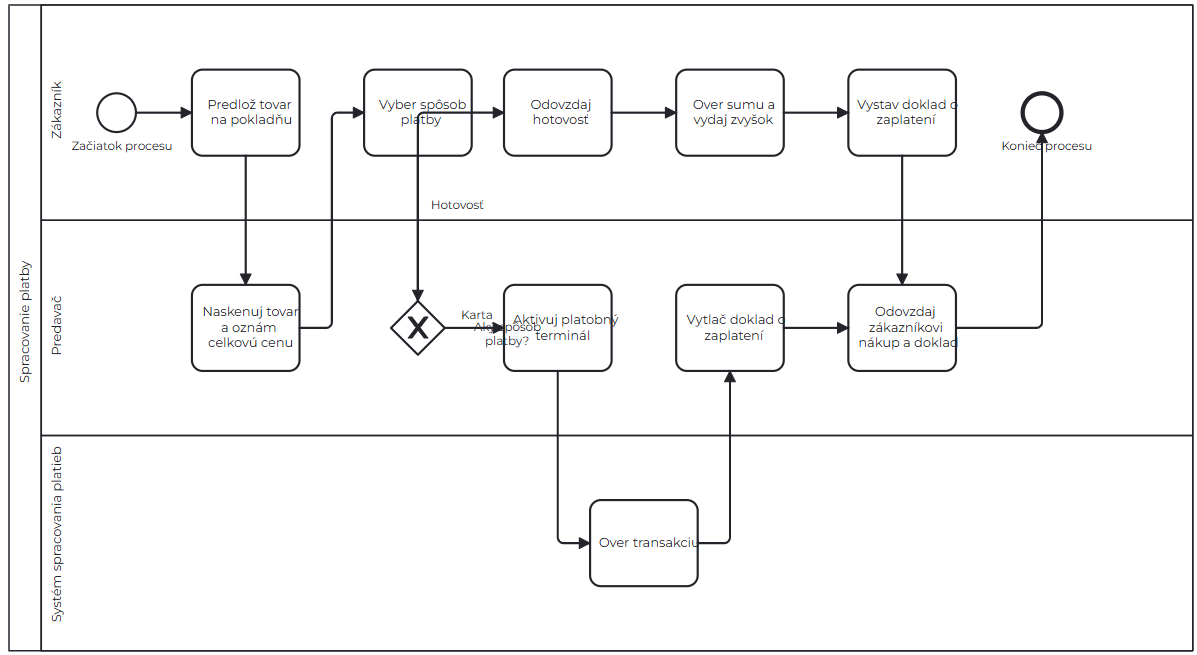 Spracovanie platby
Zákazník
Začiatok procesu
Predlož tovar
na pokladňu
Vyber spôsob
platby
Odovzdaj
hotovosť
Over sumu a
vydaj zvyšok
Vystav doklad o
zaplatení
Koniec procesu
Hotovosť
Predavač
Naskenuj tovar
a oznám
celkovú cenu
Karta
Aký spôsob
platby?
Aktivuj platobný
terminál
Vytlač doklad o
zaplatení
Odovzdaj
zákazníkovi
nákup a doklad
Systém spracovania platieb
Over transakciu